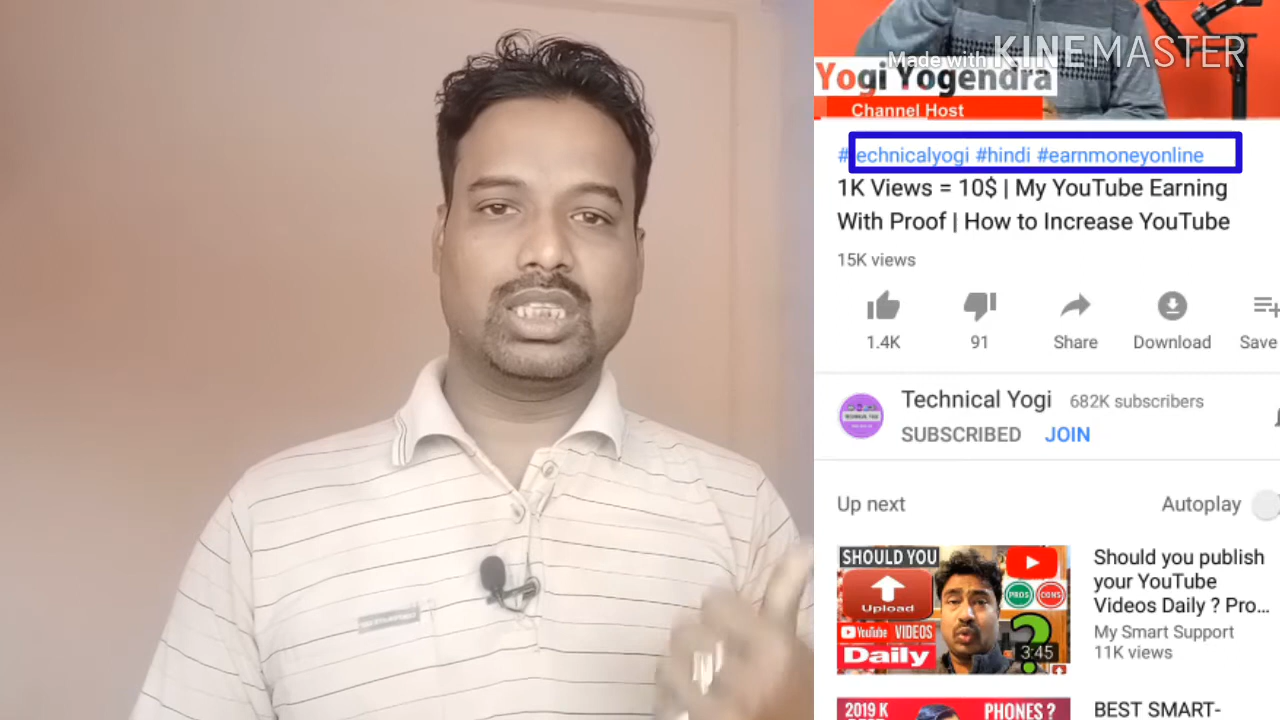 Made with KINEMASTER
Yogi Yogendra
Channel Host
#technicalyogi #hindi #earnmoneyonline
1K Views = 10$ | My YouTube Earning
With Proof | How to Increase YouTube
15K views
1.4K
91
Share
Download
Save
Technical Yogi 682K subscribers
SUBSCRIBED JOIN
Up next
Autoplay
SHOULD YOU
Upload
PROS CONS
YouTube VIDEOS
Daily
3:45
Should you publish
your YouTube
Videos Daily ? Pro...
My Smart Support
11K views
2019 K
PHONES ?
BEST SMART-